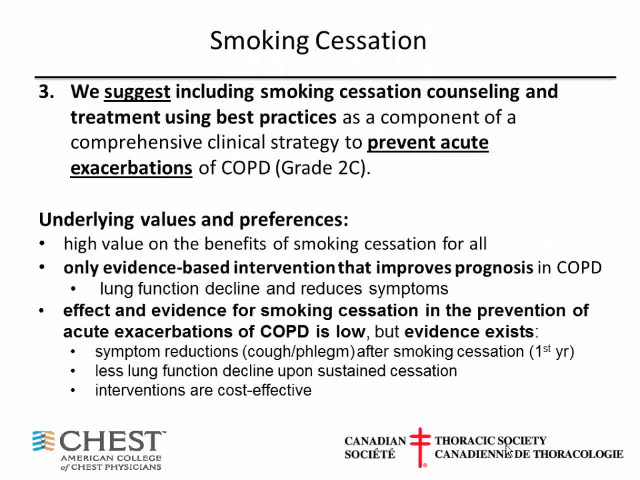 Smoking Cessation
3. We suggest including smoking cessation counseling and
treatment using best practices as a component of a
comprehensive clinical strategy to prevent acute
exacerbations of COPD (Grade 2C).
Underlying values and preferences:
• high value on the benefits of smoking cessation for all
• only evidence-based intervention that improves prognosis in COPD
• lung function decline and reduces symptoms
• effect and evidence for smoking cessation in the prevention of
acute exacerbations of COPD is low, but evidence exists:
• symptom reductions (cough/phlegm) after smoking cessation (1st yr)
• less lung function decline upon sustained cessation
• interventions are cost-effective
CHEST™
AMERICAN COLLEGE
of CHEST PHYSICIANS
CANADIAN THORACIC SOCIETY
SOCIÉTÉ CANADIENNE DE THORACOLOGIE